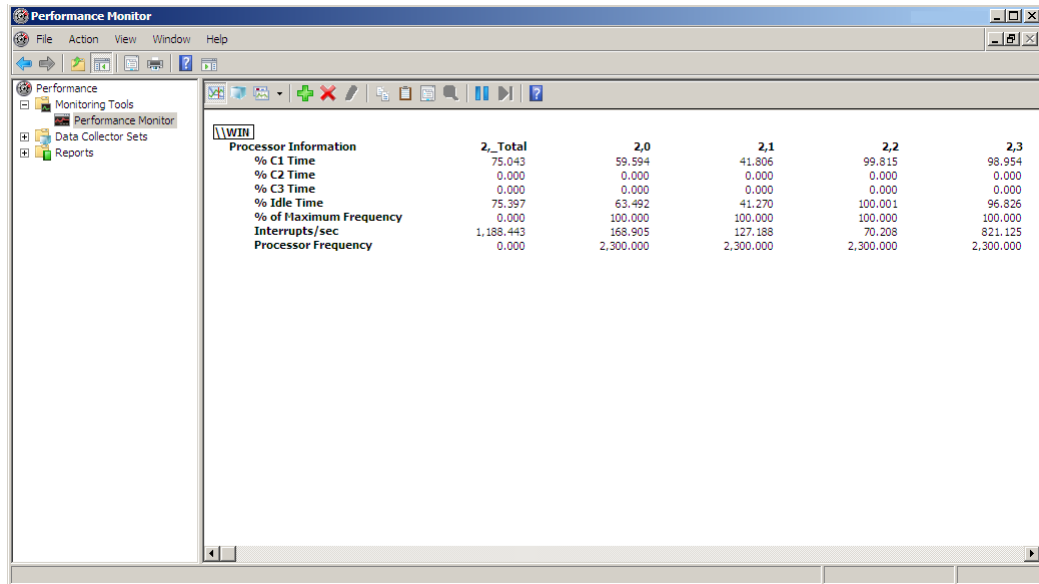 Performance Monitor
File Action View Window Help
Performance
Monitoring Tools
Performance Monitor
Data Collector Sets
Reports
\\WIN
Processor Information 2,_Total 2,0 2,1 2,2 2,3
% C1 Time 75.043 59.594 41.806 99.815 98.954
% C2 Time 0.000 0.000 0.000 0.000 0.000
% C3 Time 0.000 0.000 0.000 0.000 0.000
% Idle Time 75.397 63.492 41.270 100.001 96.826
% of Maximum Frequency 0.000 100.000 100.000 100.000 100.000
Interrupts/sec 1,188.443 168.905 127.188 70.208 821.125
Processor Frequency 0.000 2,300.000 2,300.000 2,300.000 2,300.000